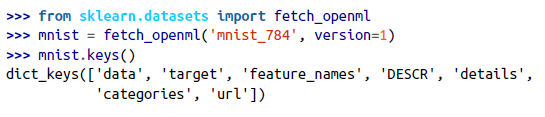 >>> from sklearn.datasets import fetch_openml
>>> mnist = fetch_openml('mnist_784', version=1)
>>> mnist.keys()
dict_keys(['data', 'target', 'feature_names', 'DESCR', 'details',
           'categories', 'url'])